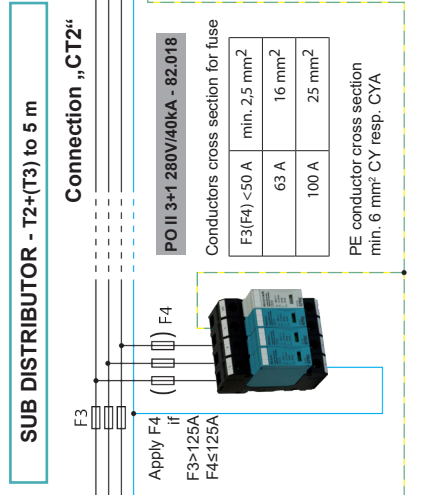 SUB DISTRIBUTOR - T2+(T3) to 5 m
Connection „CT2“
F3
( ) F4
Apply F4
if
F3>125A
F4≤125A
PO II 3+1 280V/40kA - 82.018
Conductors cross section for fuse
F3(F4) <50 A min. 2,5 mm²
63 A 16 mm²
100 A 25 mm²
PE conductor cross section
min. 6 mm² CY resp. CYA